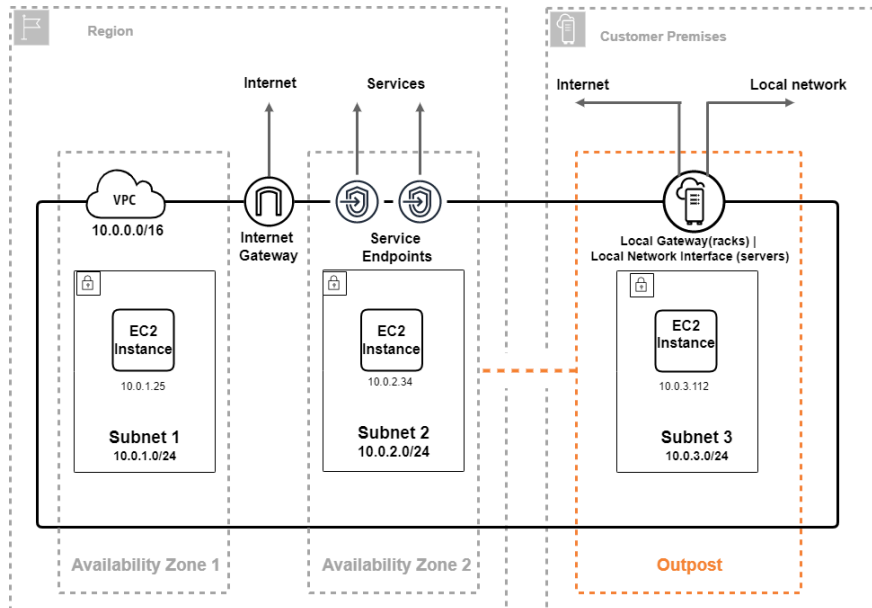 Region
Customer Premises
Internet
Services
Internet
Local network
VPC
10.0.0.0/16
Internet
Gateway
Service
Endpoints
Local Gateway(racks) |
Local Network Interface (servers)
EC2
Instance
10.0.1.25
Subnet 1
10.0.1.0/24
EC2
Instance
10.0.2.34
Subnet 2
10.0.2.0/24
EC2
Instance
10.0.3.112
Subnet 3
10.0.3.0/24
Availability Zone 1
Availability Zone 2
Outpost